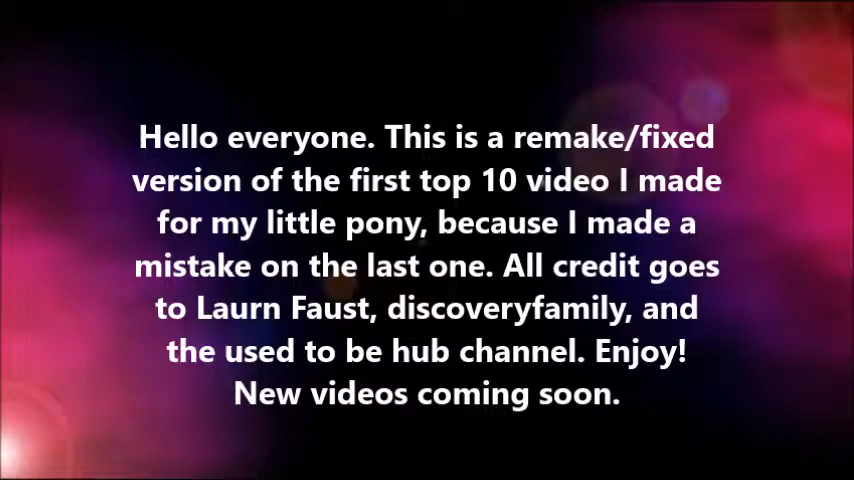 Hello everyone. This is a remake/fixed
version of the first top 10 video I made
for my little pony, because I made a
mistake on the last one. All credit goes
to Laurn Faust, discoveryfamily, and
the used to be hub channel. Enjoy!
New videos coming soon.